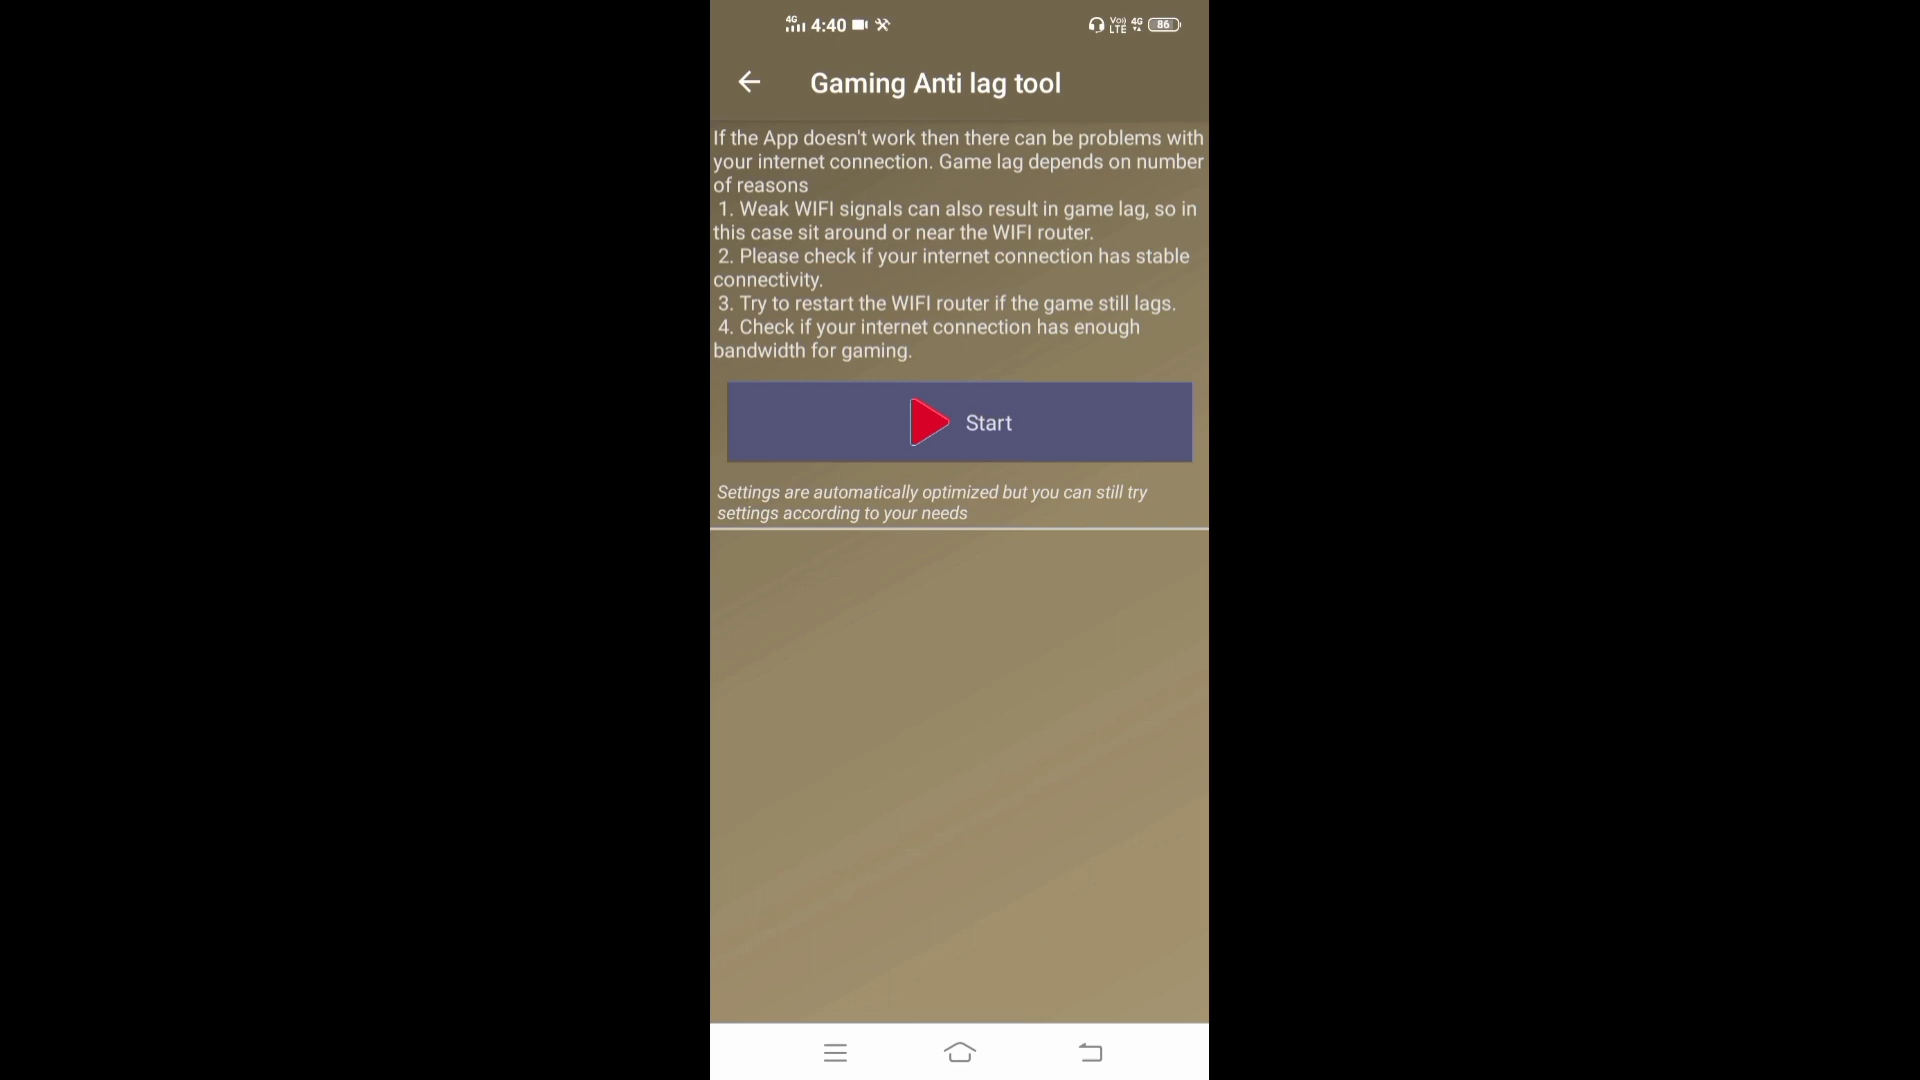 4G 4:40 Vo) LTE 4G 86
Gaming Anti lag tool
If the App doesn't work then there can be problems with
your internet connection. Game lag depends on number
of reasons
1. Weak WIFI signals can also result in game lag, so in
this case sit around or near the WIFI router.
2. Please check if your internet connection has stable
connectivity.
3. Try to restart the WIFI router if the game still lags.
4. Check if your internet connection has enough
bandwidth for gaming.
Start
Settings are automatically optimized but you can still try
settings according to your needs